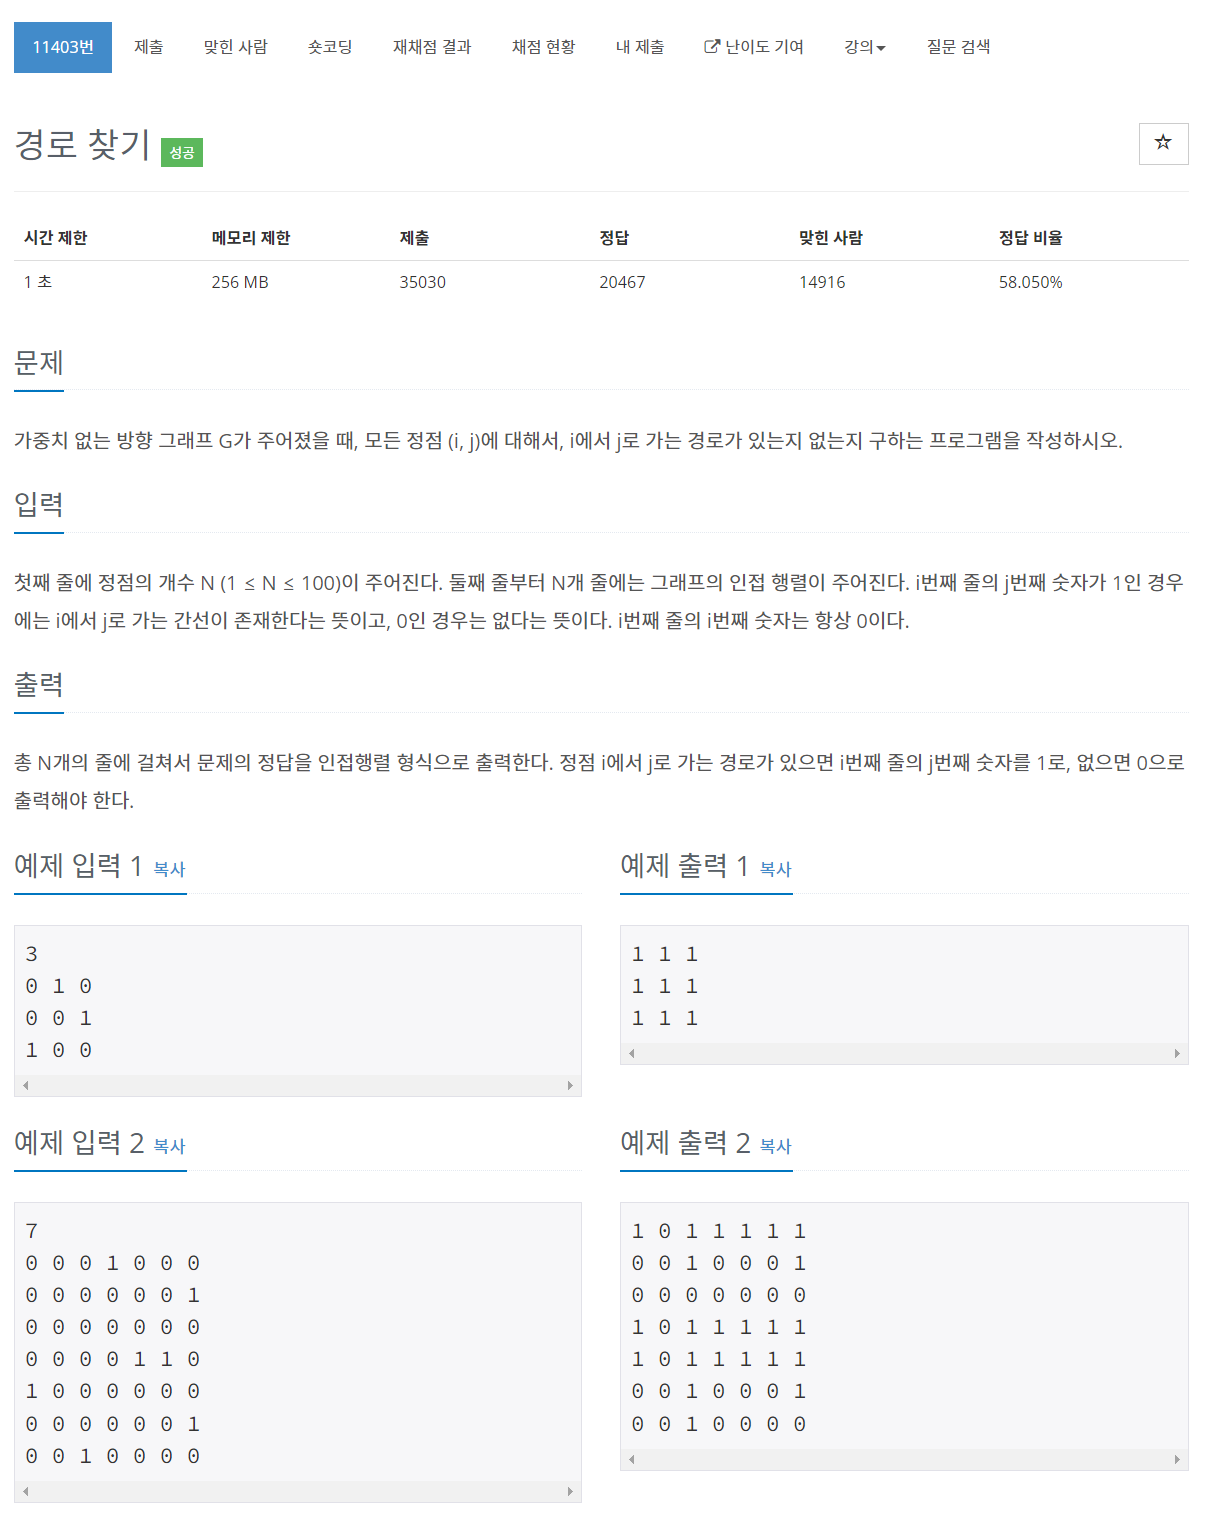 11403번 제출 맞힌 사람 숏코딩 재채점 결과 채점 현황 내 제출 난이도 기여 강의 질문 검색
경로 찾기 성공
시간 제한 메모리 제한 제출 정답 맞힌 사람 정답 비율
1 초 256 MB 35030 20467 14916 58.050%
문제
가중치 없는 방향 그래프 G가 주어졌을 때, 모든 정점 (i, j)에 대해서, i에서 j로 가는 경로가 있는지 없는지 구하는 프로그램을 작성하시오.
입력
첫째 줄에 정점의 개수 N (1 ≤ N ≤ 100)이 주어진다. 둘째 줄부터 N개 줄에는 그래프의 인접 행렬이 주어진다. i번째 줄의 j번째 숫자가 1인 경우
에는 i에서 j로 가는 간선이 존재한다는 뜻이고, 0인 경우는 없다는 뜻이다. i번째 줄의 i번째 숫자는 항상 0이다.
출력
총 N개의 줄에 걸쳐서 문제의 정답을 인접행렬 형식으로 출력한다. 정점 i에서 j로 가는 경로가 있으면 i번째 줄의 j번째 숫자를 1로, 없으면 0으로
출력해야 한다.
예제 입력 1 복사
3
0 1 0
0 0 1
1 0 0
예제 출력 1 복사
1 1 1
1 1 1
1 1 1
예제 입력 2 복사
7
0 0 0 1 0 0 0
0 0 0 0 0 0 1
0 0 0 0 0 0 0
0 0 0 0 1 1 0
1 0 0 0 0 0 0
0 0 0 0 0 0 1
0 0 1 0 0 0 0
예제 출력 2 복사
1 0 1 1 1 1 1
0 0 1 0 0 0 1
0 0 0 0 0 0 0
1 0 1 1 1 1 1
1 0 1 1 1 1 1
0 0 1 0 0 0 1
0 0 1 0 0 0 0